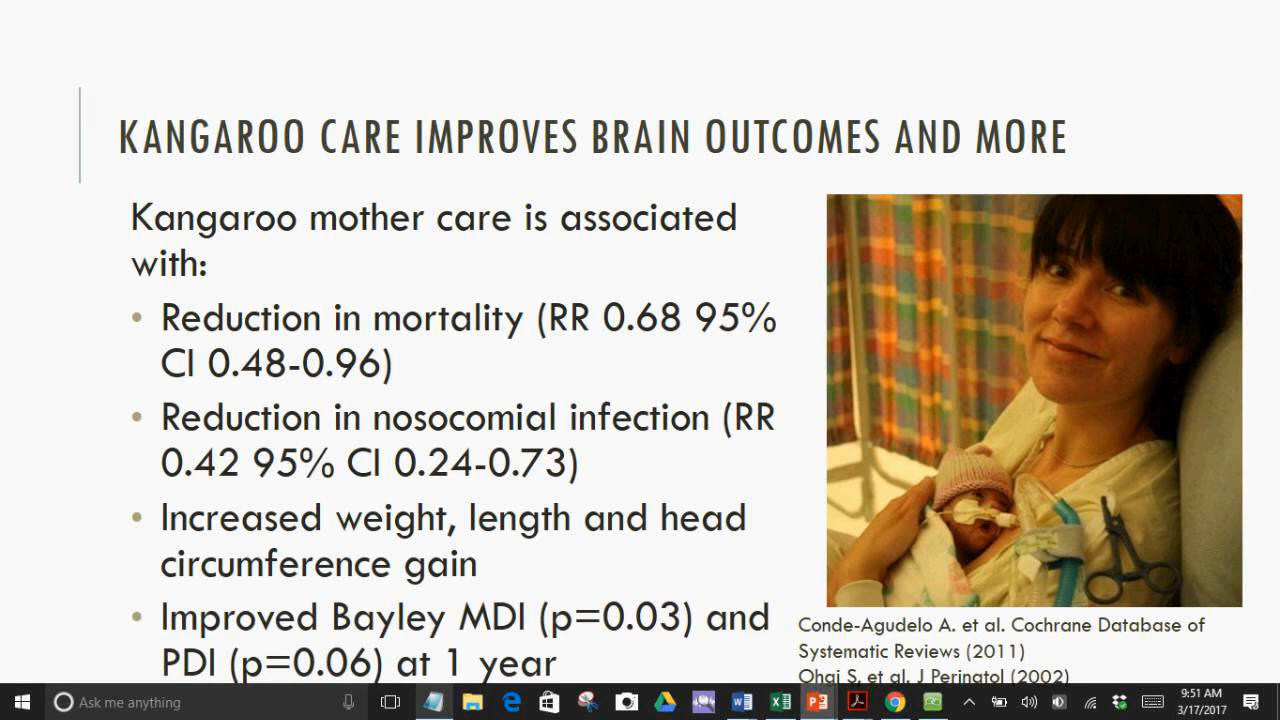 KANGAROO CARE IMPROVES BRAIN OUTCOMES AND MORE
Kangaroo mother care is associated
with:
• Reduction in mortality (RR 0.68 95%
CI 0.48-0.96)
• Reduction in nosocomial infection (RR
0.42 95% CI 0.24-0.73)
• Increased weight, length and head
circumference gain
• Improved Bayley MDI (p=0.03) and
PDI (p=0.06) at 1 year
Conde-Agudelo A. et al. Cochrane Database of
Systematic Reviews (2011)
Ohgi S, et al. J Perinatol (2002)
Ask me anything
9:51 AM
3/17/2017